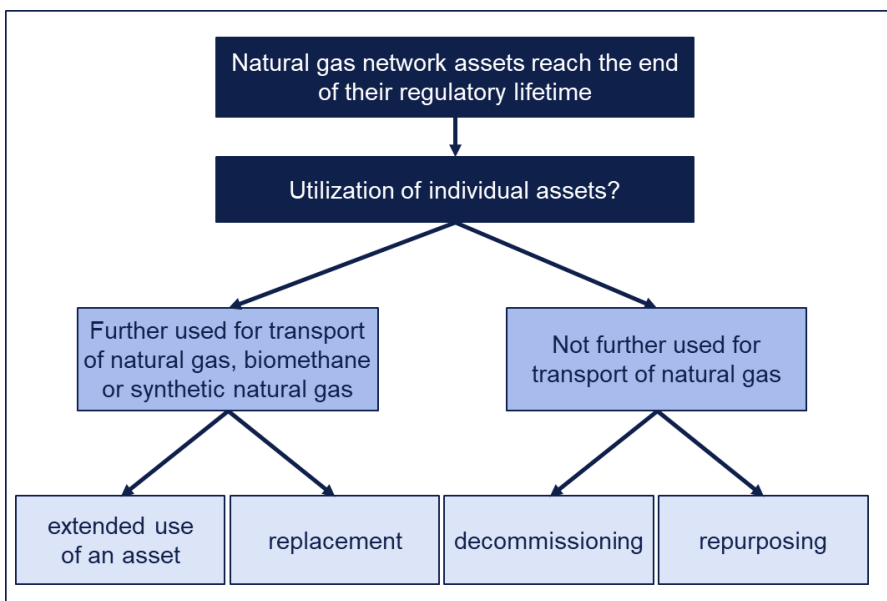 Natural gas network assets reach the end
of their regulatory lifetime
Utilization of individual assets?
Further used for transport
of natural gas, biomethane
or synthetic natural gas
Not further used for
transport of natural gas
extended use
of an asset
replacement
decommissioning
repurposing